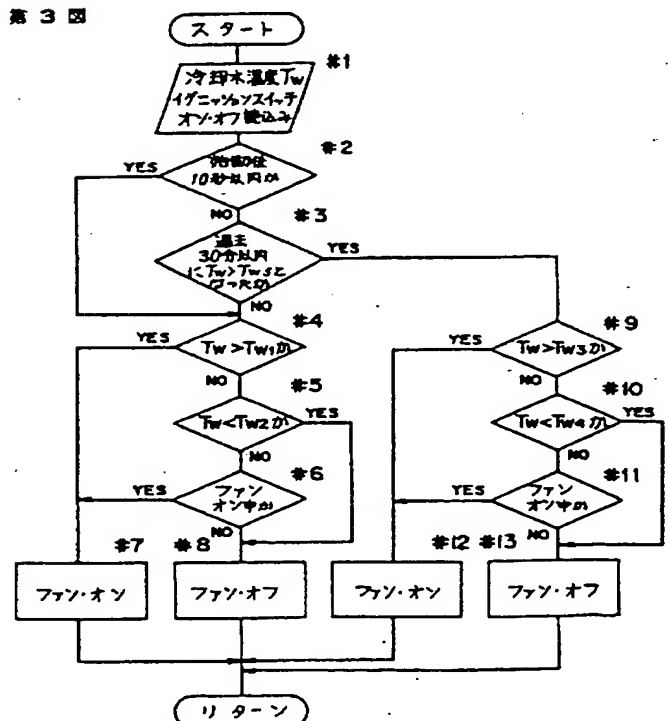 第 3 図
スタート
#1
冷却水温度Tw
イグニッションスイッチ
オン・オフ読込み
#2
始動後
10秒以内か
YES
NO
#3
過去
30分以内
にTw>Tw5と
なったか
YES
NO
#4
Tw>Tw1か
YES
NO
#5
Tw<Tw2か
YES
NO
#6
ファン
オン中か
YES
NO
#7
ファン・オン
#8
ファン・オフ
#9
Tw>Tw3か
YES
NO
#10
Tw<Tw4か
YES
NO
#11
ファン
オン中か
YES
NO
#12
ファン・オン
#13
ファン・オフ
リターン